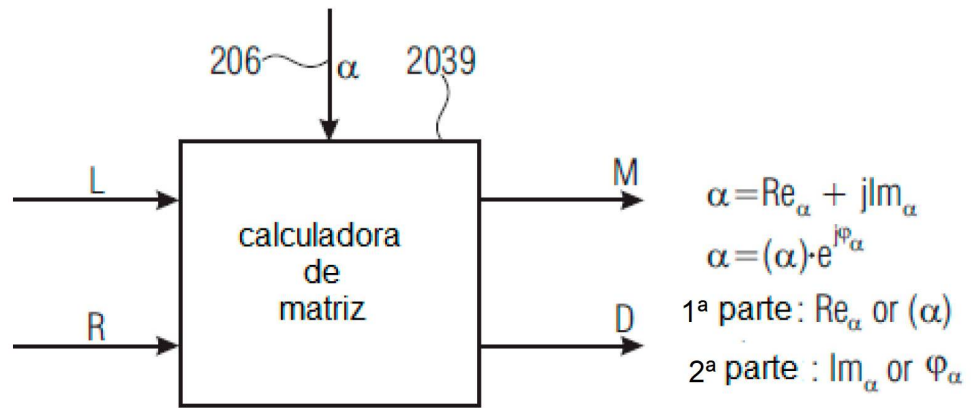 206
α
2039
L
M
R
D
calculadora
de
matriz
α=Re_α + jIm_α
α=(α)·e^jφ_α
1ª parte : Re_α or (α)
2ª parte : Im_α or φ_α